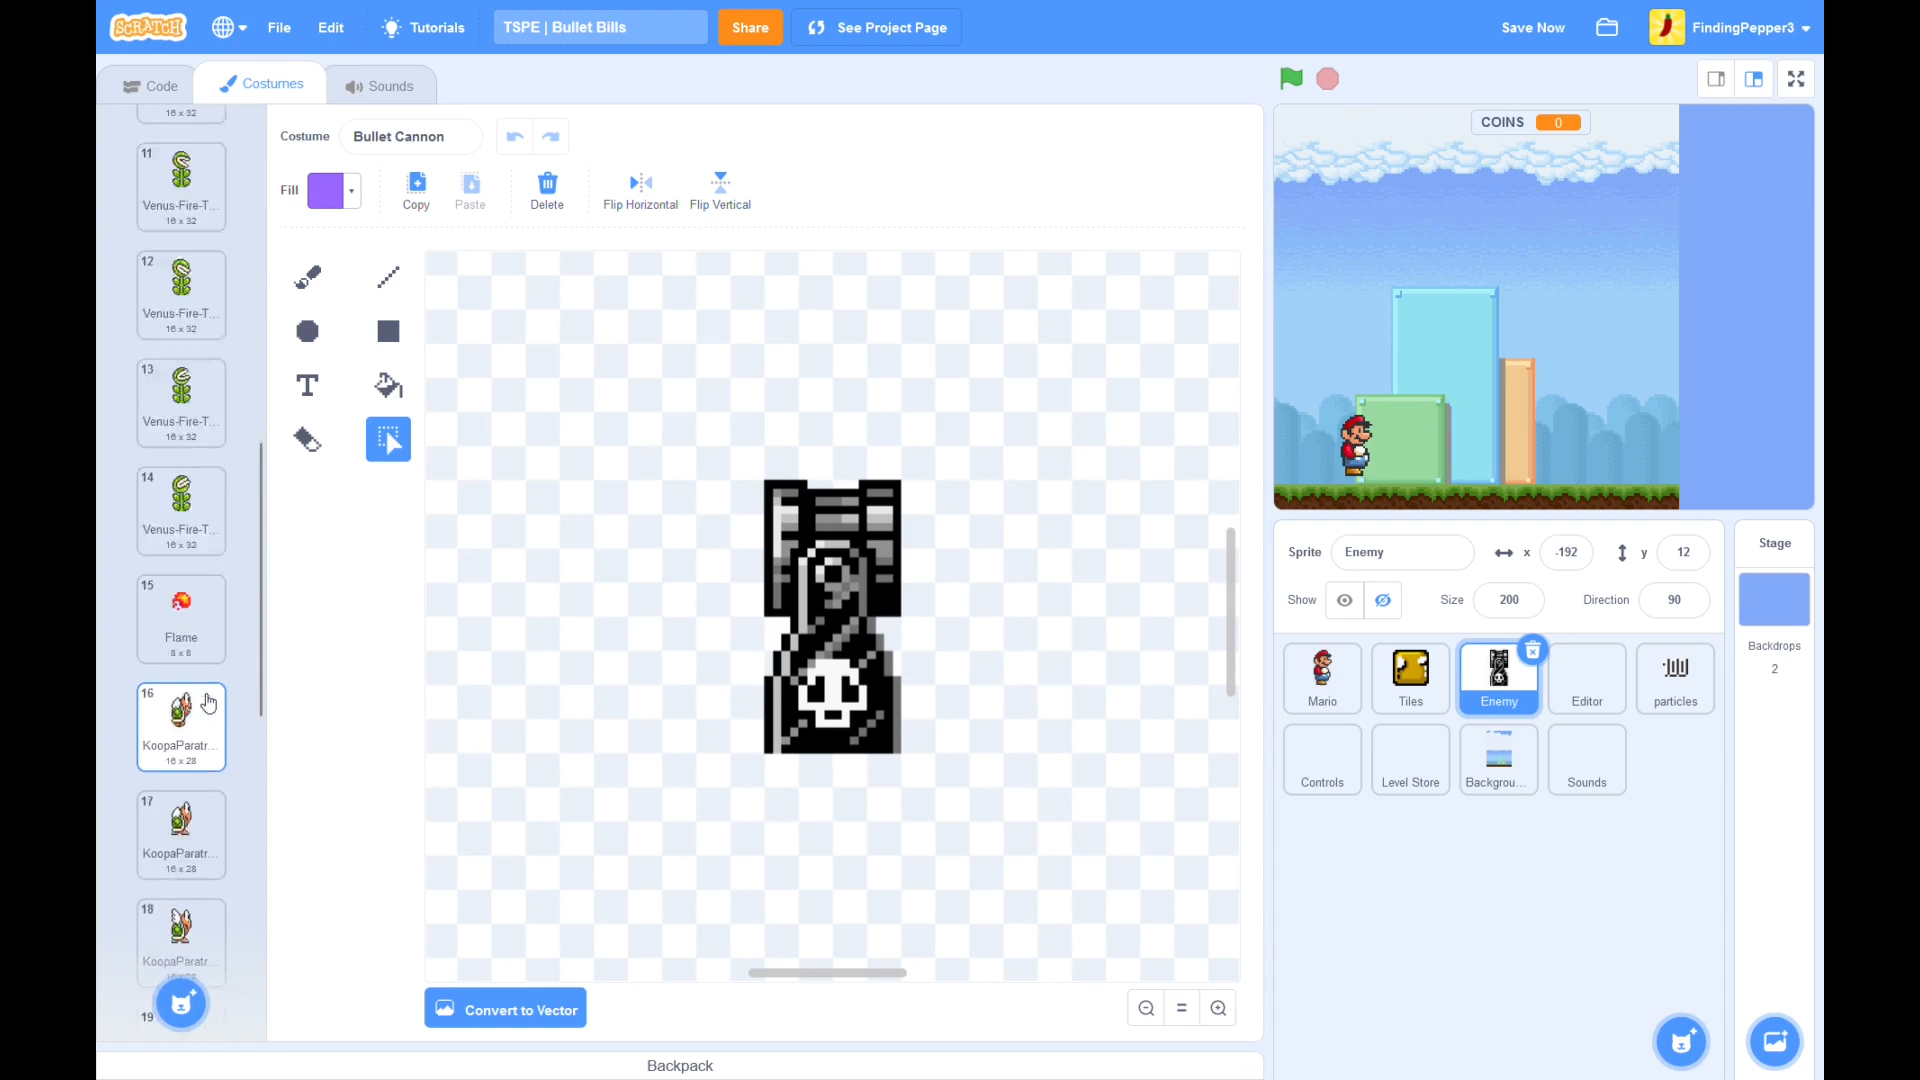 SCRATCH
File
Edit
Tutorials
TSPE | Bullet Bills
Share
See Project Page
Save Now
FindingPepper3
Code
Costumes
Sounds
16 x 32
11
Venus-Fire-T...
16 x 32
12
Venus-Fire-T...
16 x 32
13
Venus-Fire-T...
16 x 32
14
Venus-Fire-T...
16 x 32
15
Flame
8 x 8
16
KoopaParatr...
16 x 28
17
KoopaParatr...
16 x 28
18
KoopaParatr...
19
Costume
Bullet Cannon
Fill
Copy
Paste
Delete
Flip Horizontal
Flip Vertical
T
Convert to Vector
Backpack
COINS 0
Sprite
Enemy
x
-192
y
12
Show
Size
200
Direction
90
Mario
Tiles
Enemy
Editor
particles
Controls
Level Store
Backgrou...
Sounds
Stage
Backdrops
2